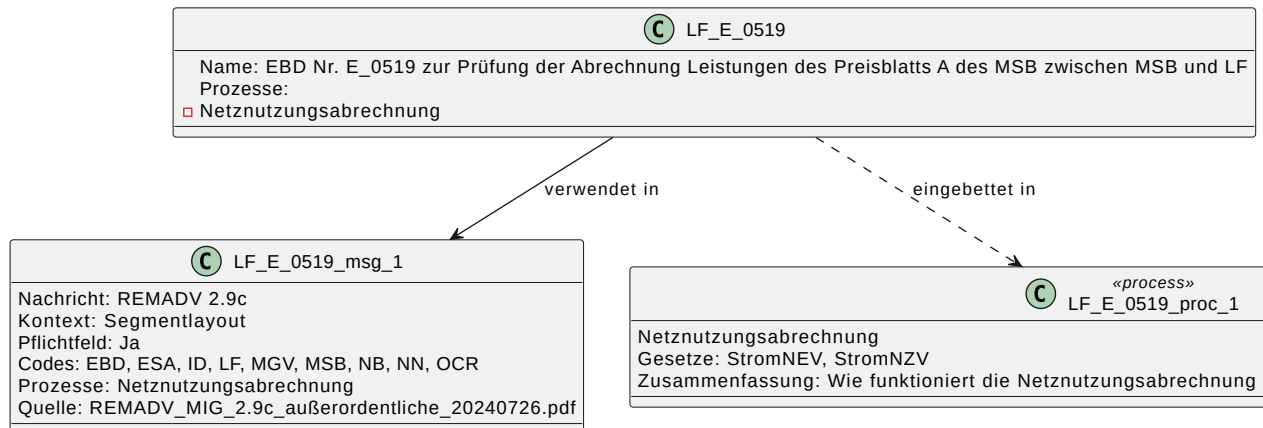 C LF_E_0519
Name: EBD Nr. E_0519 zur Prüfung der Abrechnung Leistungen des Preisblatts A des MSB zwischen MSB und LF
Prozesse:
Netznutzungsabrechnung
verwendet in
eingebettet in
C LF_E_0519_msg_1
Nachricht: REMADV 2.9c
Kontext: Segmentlayout
Pflichtfeld: Ja
Codes: EBD, ESA, ID, LF, MGV, MSB, NB, NN, OCR
Prozesse: Netznutzungsabrechnung
Quelle: REMADV_MIG_2.9c_außerordentliche_20240726.pdf
«process»
C LF_E_0519_proc_1
Netznutzungsabrechnung
Gesetze: StromNEV, StromNZV
Zusammenfassung: Wie funktioniert die Netznutzungsabrechnung